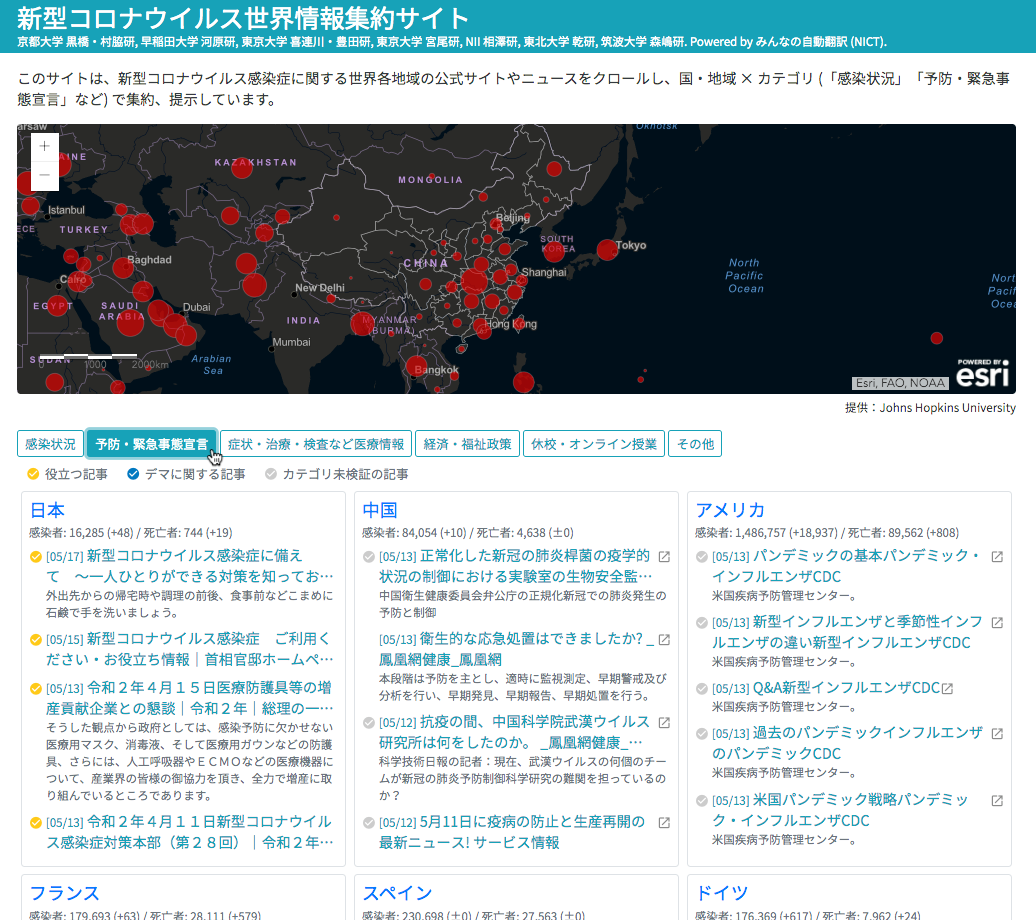 新型コロナウイルス世界情報集約サイト
京都大学 黒橋・村脇研, 早稲田大学 河原研, 東京大学 喜連川・豊田研, 東京大学 宮尾研, NII 相澤研, 東北大学 乾研, 筑波大学 森嶋研. Powered by みんなの自動翻訳 (NICT).
このサイトは、新型コロナウイルス感染症に関する世界各地域の公式サイトやニュースをクロールし、国・地域 × カテゴリ (「感染状況」「予防・緊急事
態宣言」など) で集約、提示しています。
arsaw
Okhotsk
+
AINE
KAZAKHSTAN
MONGOLIA
−
Istanbul
Beijing
ECE
TURKEY
SOUTH
KOREA
Tokyo
Baghdad
CHINA
North
Pacific
Ocean
Shanghai
Cairo
New Delhi
Nort
Pacif
Ocea
EGYPT
SAUDI
ARABIA
Dubai
INDIA
MYANMAR
(BURMA)
Hong Kong
Mumbai
SUDAN
0
1000
2000km
Arabian
Sea
Bangkok
POWERED BY
esri
Esri, FAO, NOAA
提供：Johns Hopkins University
感染状況
予防・緊急事態宣言
症状・治療・検査など医療情報
経済・福祉政策
休校・オンライン授業
その他
役立つ記事
デマに関する記事
カテゴリ未検証の記事
日本
感染者: 16,285 (+48) / 死亡者: 744 (+19)
[05/17] 新型コロナウイルス感染症に備え
て　～一人ひとりができる対策を知ってお…
外出先からの帰宅時や調理の前後、食事前などこまめに
石鹸で手を洗いましょう。
[05/15] 新型コロナウイルス感染症　ご利用く
ださい・お役立ち情報｜首相官邸ホームペ…
[05/13] 令和２年４月１５日医療防護具等の増
産貢献企業との懇談｜令和２年｜総理の一…
そうした観点から政府としては、感染予防に欠かせない
医療用マスク、消毒液、そして医療用ガウンなどの防護
具、さらには、人工呼吸器やＥＣＭＯなどの医療機器に
ついて、産業界の皆様の御協力を頂き、全力で増産に取
り組んでいるところであります。
[05/13] 令和２年４月１１日新型コロナウイルス
感染症対策本部（第２８回）｜令和２年…
中国
感染者: 84,054 (+10) / 死亡者: 4,638 (±0)
[05/13] 正常化した新冠の肺炎桿菌の疫学的
状況の制御における実験室の生物安全監…
中国衛生健康委員会弁公庁の正規化新冠での肺炎発生の
予防と制御
[05/13] 衛生的な応急処置はできましたか? _
鳳凰網健康_鳳凰網
本段階は予防を主とし、適時に監視測定、早期警戒及び
分析を行い、早期発見、早期報告、早期処置を行う。
[05/12] 抗疫の間、中国科学院武漢ウイルス
研究所は何をしたのか。 _鳳凰網健康_…
科学技術日報の記者：現在、武漢ウイルスの何個のチー
ムが新冠の肺炎予防制御科学研究の難関を担っているの
か？
[05/12] 5月11日に疫病の防止と生産再開の
最新ニュース! サービス情報
アメリカ
感染者: 1,486,757 (+18,937) / 死亡者: 89,562 (+808)
[05/13] パンデミックの基本パンデミック・
インフルエンザCDC
米国疾病予防管理センター。
[05/13] 新型インフルエンザと季節性インフ
ルエンザの違い新型インフルエンザCDC
米国疾病予防管理センター。
[05/13] Q&A新型インフルエンザCDC
米国疾病予防管理センター。
[05/13] 過去のパンデミックインフルエンザ
のパンデミックCDC
米国疾病予防管理センター。
[05/13] 米国パンデミック戦略パンデミッ
ク・インフルエンザCDC
米国疾病予防管理センター。
フランス
感染者: 179,693 (+63) / 死亡者: 28,111 (+579)
スペイン
感染者: 230,698 (±0) / 死亡者: 27,563 (±0)
ドイツ
感染者: 176,369 (+617) / 死亡者: 7,962 (+24)